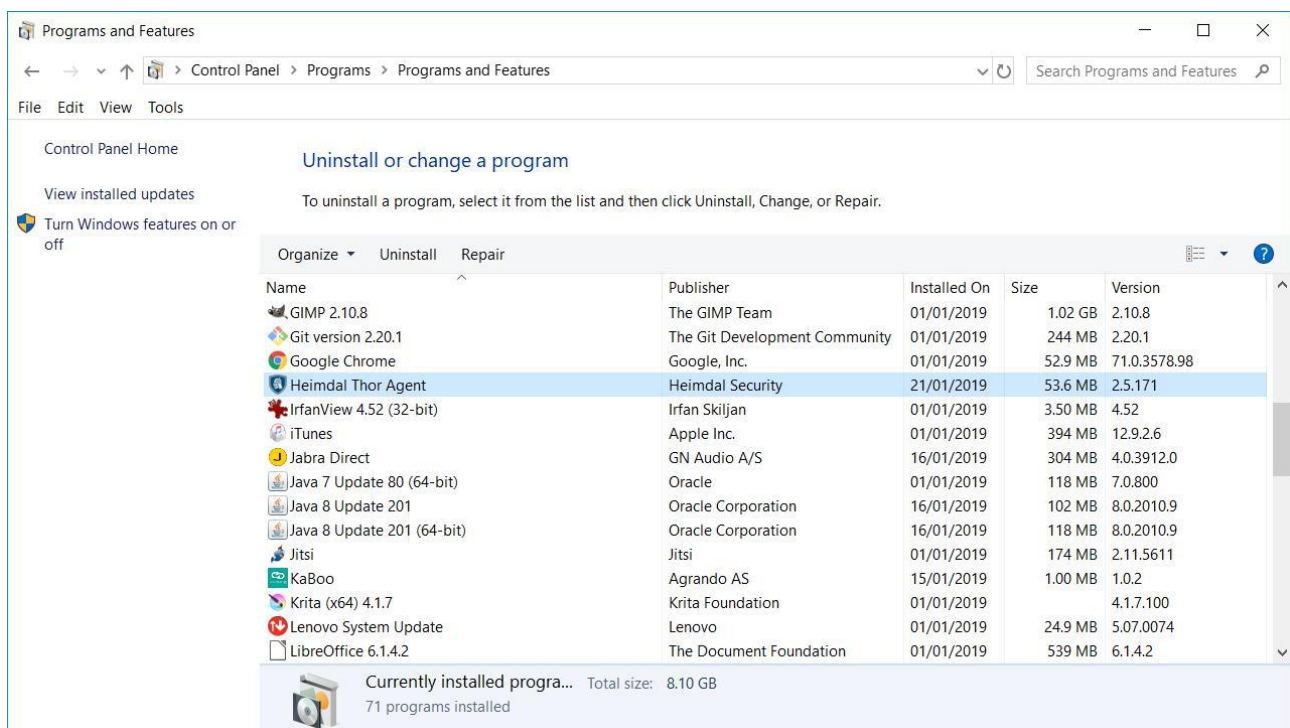 Programs and Features
Control Panel > Programs > Programs and Features
Search Programs and Features
File Edit View Tools
Control Panel Home
View installed updates
Turn Windows features on or
off
Uninstall or change a program
To uninstall a program, select it from the list and then click Uninstall, Change, or Repair.
Organize Uninstall Repair
Name Publisher Installed On Size Version
GIMP 2.10.8 The GIMP Team 01/01/2019 1.02 GB 2.10.8
Git version 2.20.1 The Git Development Community 01/01/2019 244 MB 2.20.1
Google Chrome Google, Inc. 01/01/2019 52.9 MB 71.0.3578.98
Heimdal Thor Agent Heimdal Security 21/01/2019 53.6 MB 2.5.171
IrfanView 4.52 (32-bit) Irfan Skiljan 01/01/2019 3.50 MB 4.52
iTunes Apple Inc. 01/01/2019 394 MB 12.9.2.6
Jabra Direct GN Audio A/S 16/01/2019 304 MB 4.0.3912.0
Java 7 Update 80 (64-bit) Oracle 01/01/2019 118 MB 7.0.800
Java 8 Update 201 Oracle Corporation 16/01/2019 102 MB 8.0.2010.9
Java 8 Update 201 (64-bit) Oracle Corporation 16/01/2019 118 MB 8.0.2010.9
Jitsi Jitsi 01/01/2019 174 MB 2.11.5611
KaBoo Agrando AS 15/01/2019 1.00 MB 1.0.2
Krita (x64) 4.1.7 Krita Foundation 01/01/2019 4.1.7.100
Lenovo System Update Lenovo 01/01/2019 24.9 MB 5.07.0074
LibreOffice 6.1.4.2 The Document Foundation 01/01/2019 539 MB 6.1.4.2
Currently installed progra... Total size: 8.10 GB
71 programs installed